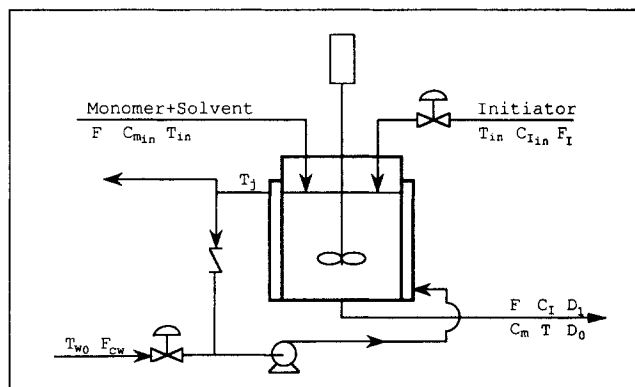 Monomer+Solvent
F C_m_in T_in
Initiator
T_in C_I_in F_I
T_j
T_w0 F_cw
F C_I D_1
C_m T D_0